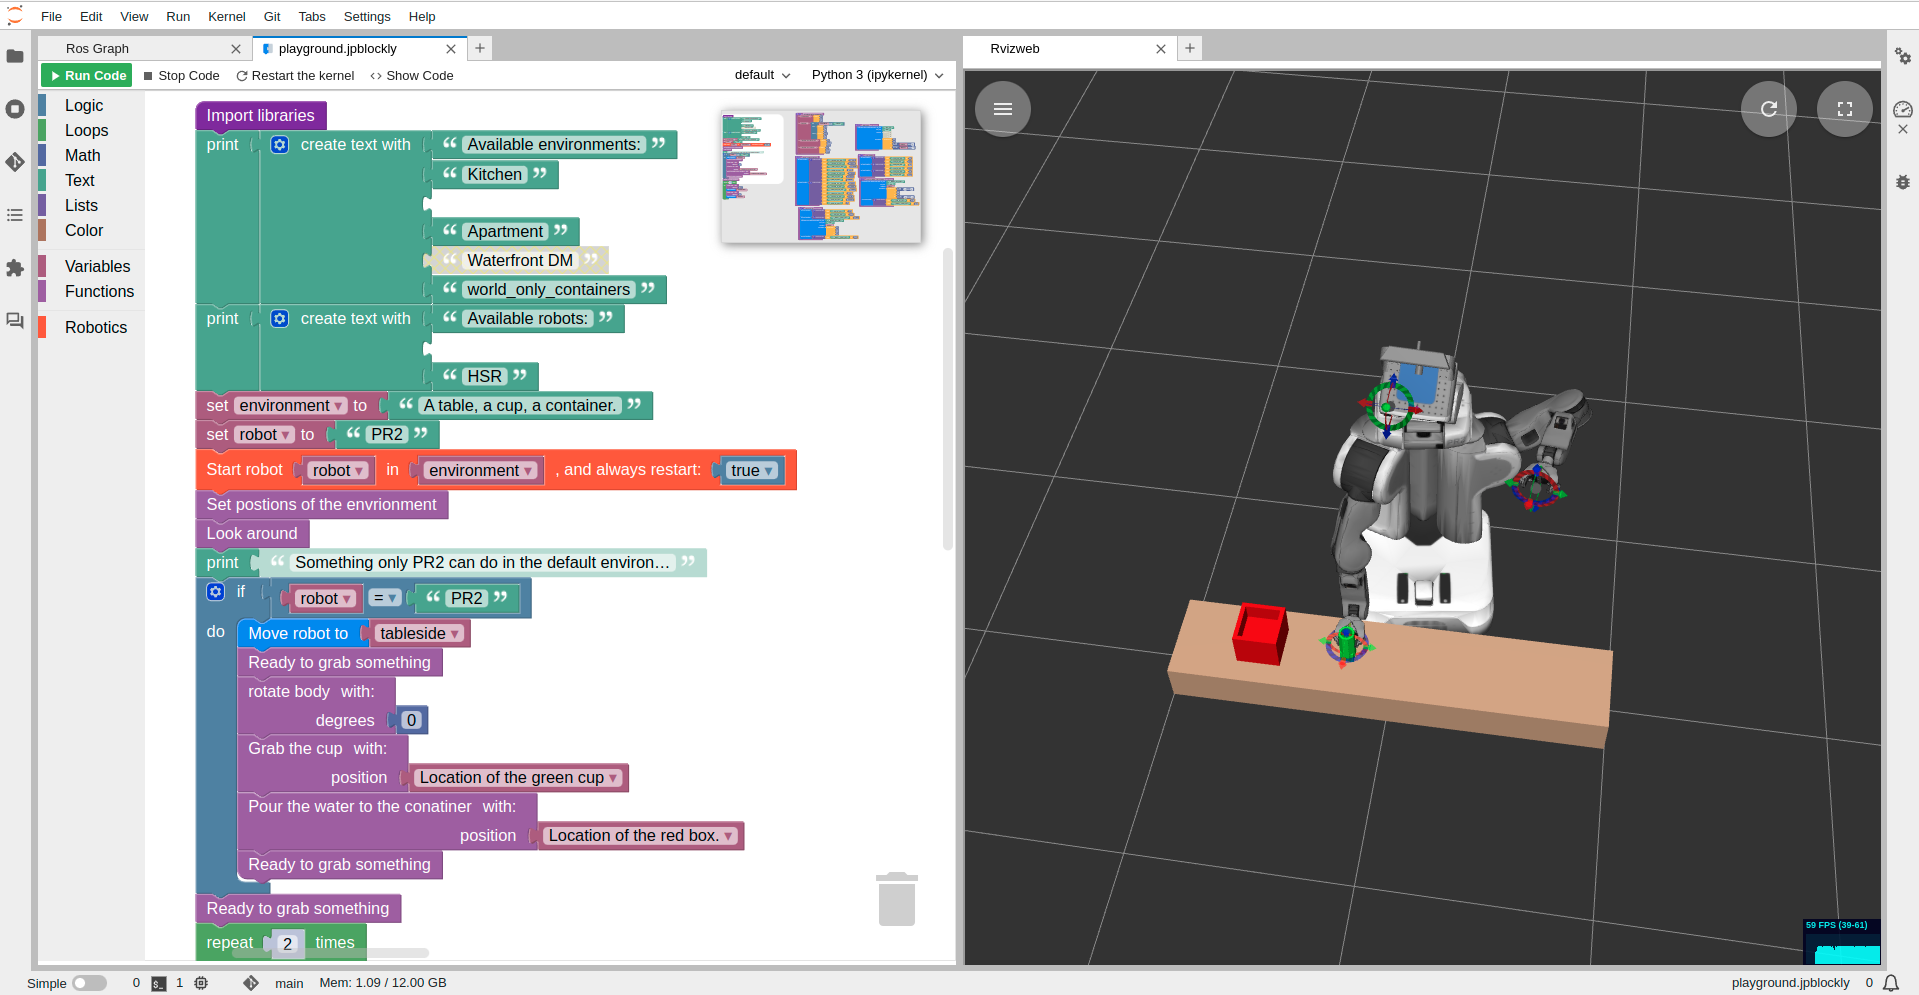 File Edit View Run Kernel Git Tabs Settings Help
Ros Graph
playground.jpblockly
Rvizweb
Run Code
Stop Code
Restart the kernel
Show Code
default
Python 3 (ipykernel)
Logic
Loops
Math
Text
Lists
Color
Variables
Functions
Robotics
Import libraries
print create text with “ Available environments: ”
“ Kitchen ”
“ Apartment ”
“ Waterfront DM ”
“ world_only_containers ”
print create text with “ Available robots: ”
“ HSR ”
set environment to “ A table, a cup, a container. ”
set robot to “ PR2 ”
Start robot robot in environment , and always restart: true
Set postions of the envrionment
Look around
print “ Something only PR2 can do in the default environ… ”
if robot = “ PR2 ”
do Move robot to tableside
Ready to grab something
rotate body with:
degrees 0
Grab the cup with:
position Location of the green cup
Pour the water to the conatiner with:
position Location of the red box.
Ready to grab something
Ready to grab something
repeat 2 times
59 FPS (39-61)
Simple 0 1 main Mem: 1.09 / 12.00 GB
playground.jpblockly 0